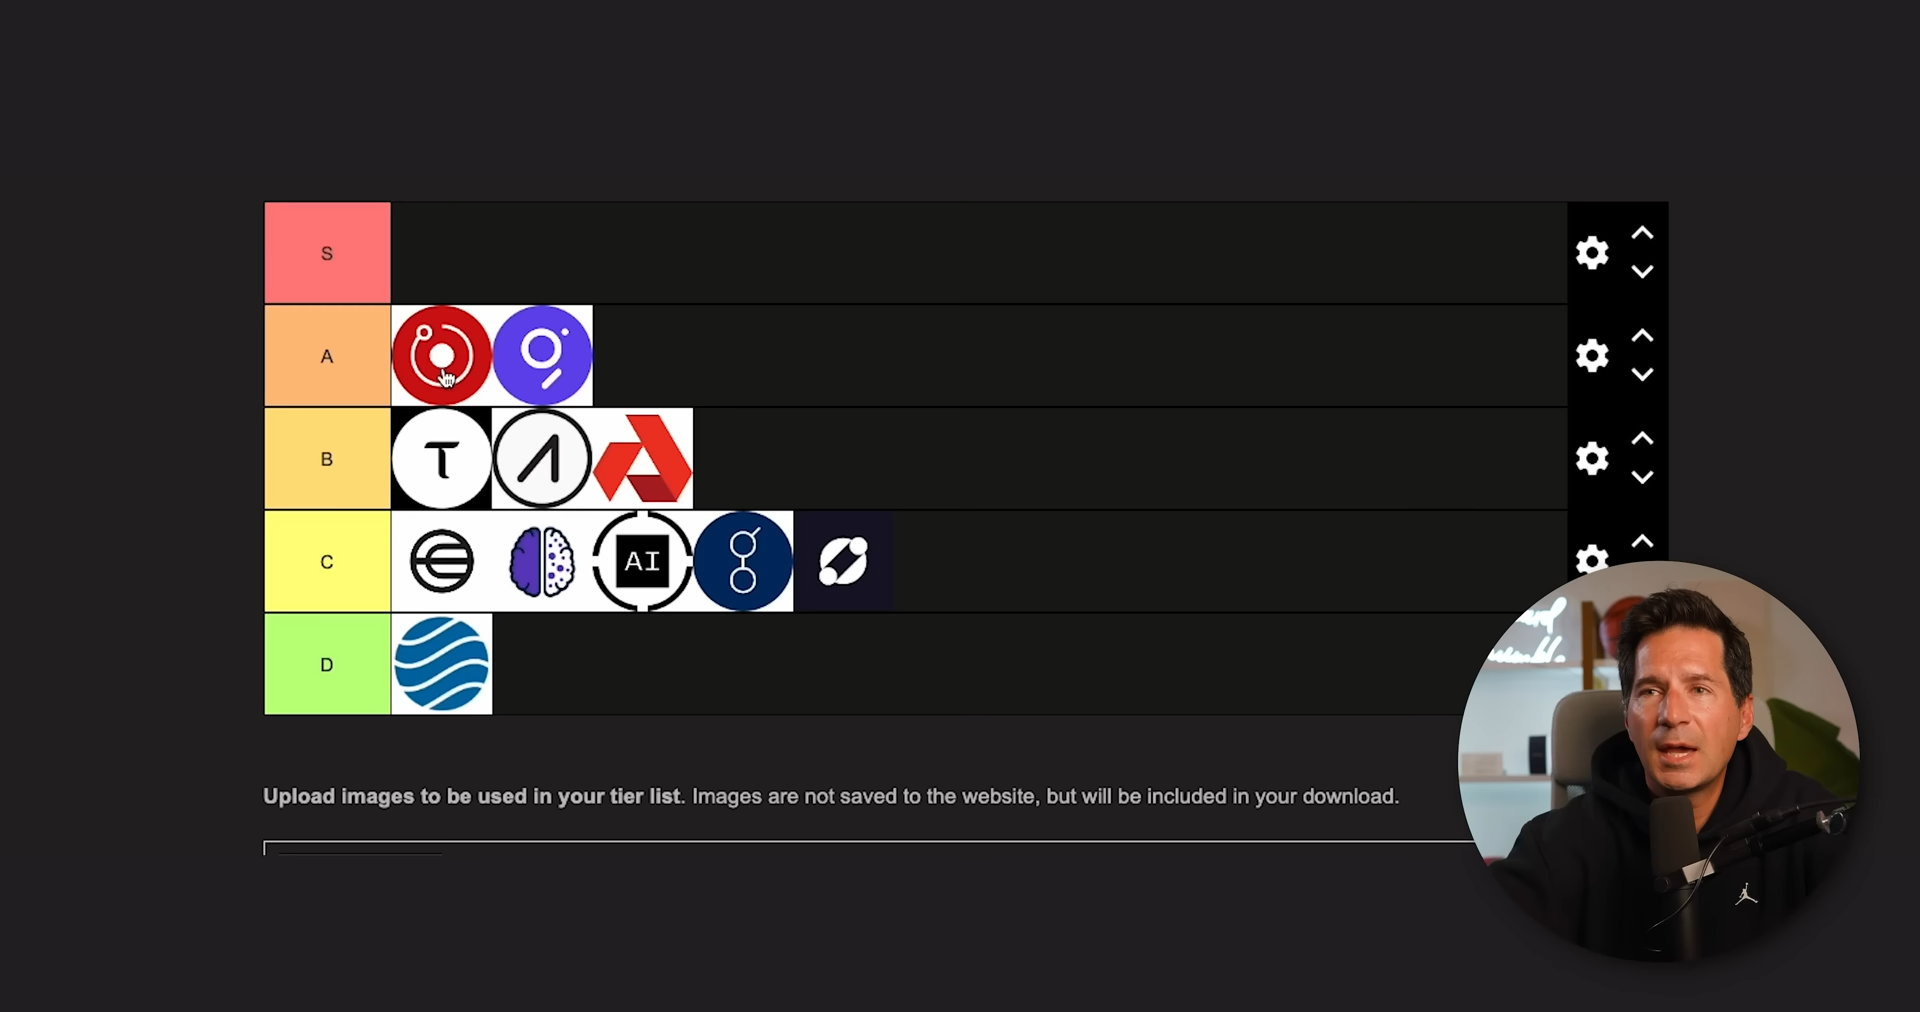 S
A
B
C
AI
D
Upload images to be used in your tier list. Images are not saved to the website, but will be included in your download.